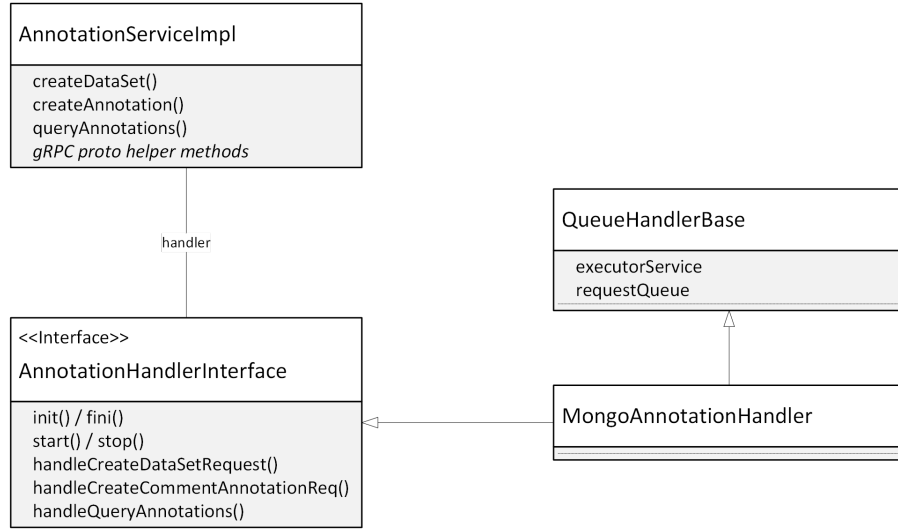 AnnotationServiceImpl
createDataSet()
createAnnotation()
queryAnnotations()
gRPC proto helper methods
handler
<<Interface>>
AnnotationHandlerInterface
init() / fini()
start() / stop()
handleCreateDataSetRequest()
handleCreateCommentAnnotationReq()
handleQueryAnnotations()
QueueHandlerBase
executorService
requestQueue
MongoAnnotationHandler